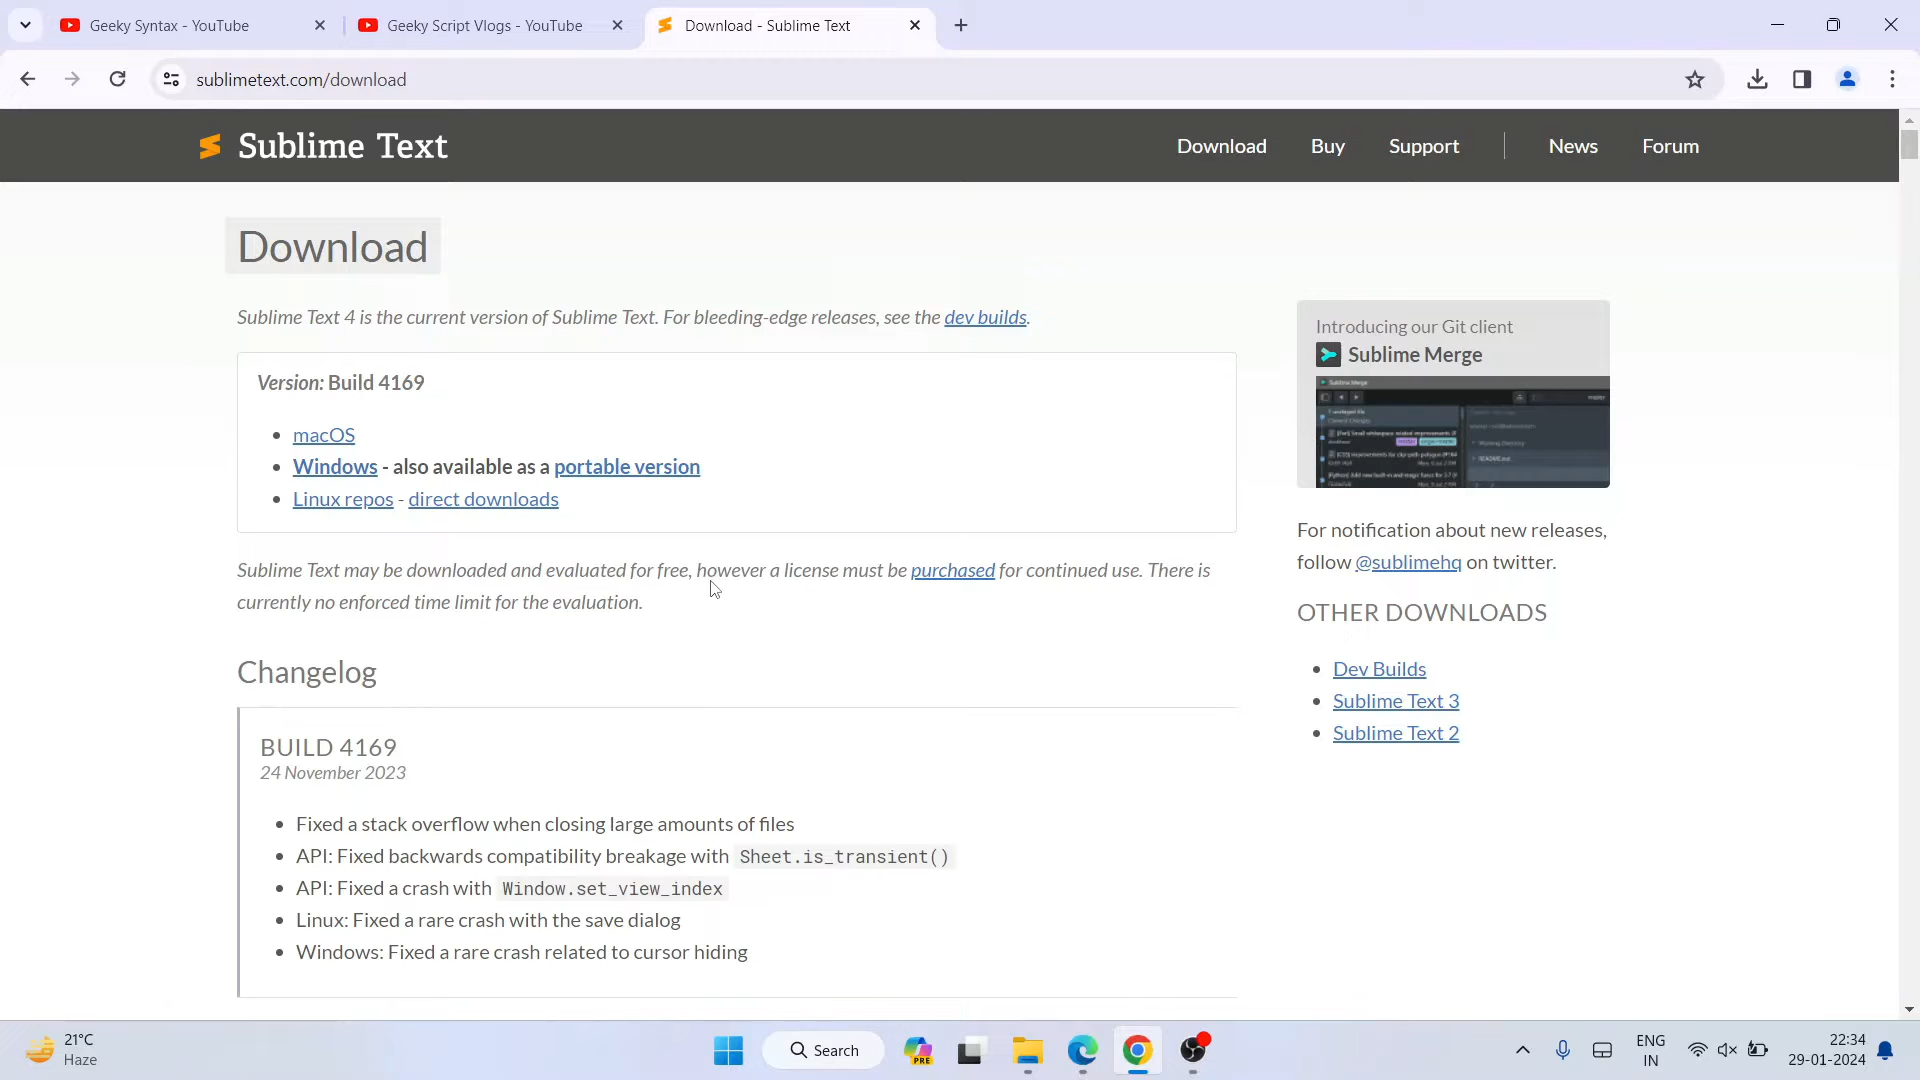 Geeky Syntax - YouTube
Geeky Script Vlogs - YouTube
Download - Sublime Text
sublimetext.com/download
Sublime Text
Download
Buy
Support
News
Forum
Download
Sublime Text 4 is the current version of Sublime Text. For bleeding-edge releases, see the dev builds.
Version: Build 4169
macOS
Windows - also available as a portable version
Linux repos - direct downloads
Sublime Text may be downloaded and evaluated for free, however a license must be purchased for continued use. There is
currently no enforced time limit for the evaluation.
Changelog
BUILD 4169
24 November 2023
Fixed a stack overflow when closing large amounts of files
API: Fixed backwards compatibility breakage with Sheet.is_transient()
API: Fixed a crash with Window.set_view_index
Linux: Fixed a rare crash with the save dialog
Windows: Fixed a rare crash related to cursor hiding
Introducing our Git client
Sublime Merge
Sublime Merge
master
For notification about new releases,
follow @sublimehq on twitter.
OTHER DOWNLOADS
Dev Builds
Sublime Text 3
Sublime Text 2
21°C
Haze
Search
PRE
ENG
IN
22:34
29-01-2024